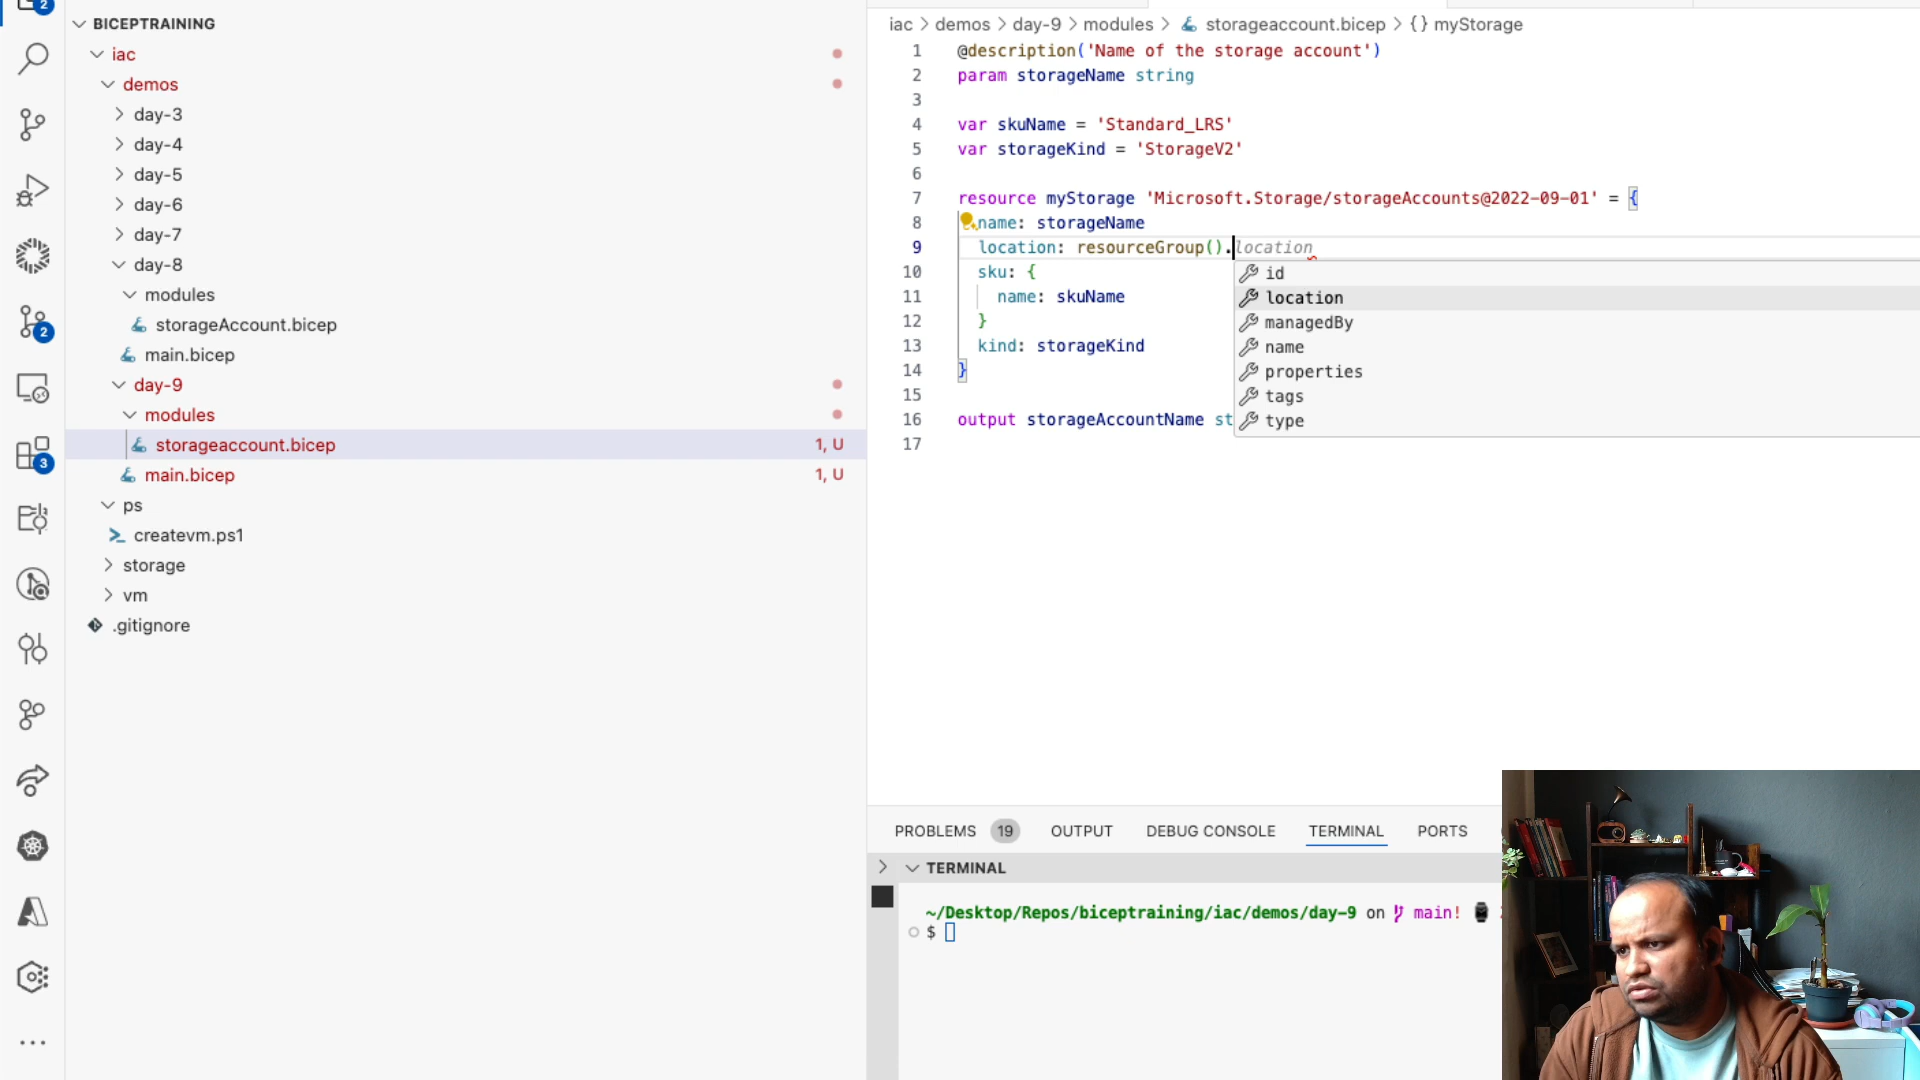 2
BICEPTRAINING
iac
demos
day-3
day-4
day-5
day-6
day-7
day-8
modules
storageAccount.bicep
main.bicep
day-9
modules
storageaccount.bicep 1, U
main.bicep 1, U
ps
createvm.ps1
storage
vm
.gitignore
2
3
iac > demos > day-9 > modules > storageaccount.bicep > {} myStorage
1 @description('Name of the storage account')
2 param storageName string
3
4 var skuName = 'Standard_LRS'
5 var storageKind = 'StorageV2'
6
7 resource myStorage 'Microsoft.Storage/storageAccounts@2022-09-01' = {
8 name: storageName
9 location: resourceGroup().location
10 sku: {
11 name: skuName
12 }
13 kind: storageKind
14 }
15
16 output storageAccountName st
17
id
location
managedBy
name
properties
tags
type
PROBLEMS 19 OUTPUT DEBUG CONSOLE TERMINAL PORTS
TERMINAL
~/Desktop/Repos/biceptraining/iac/demos/day-9 on main!
$